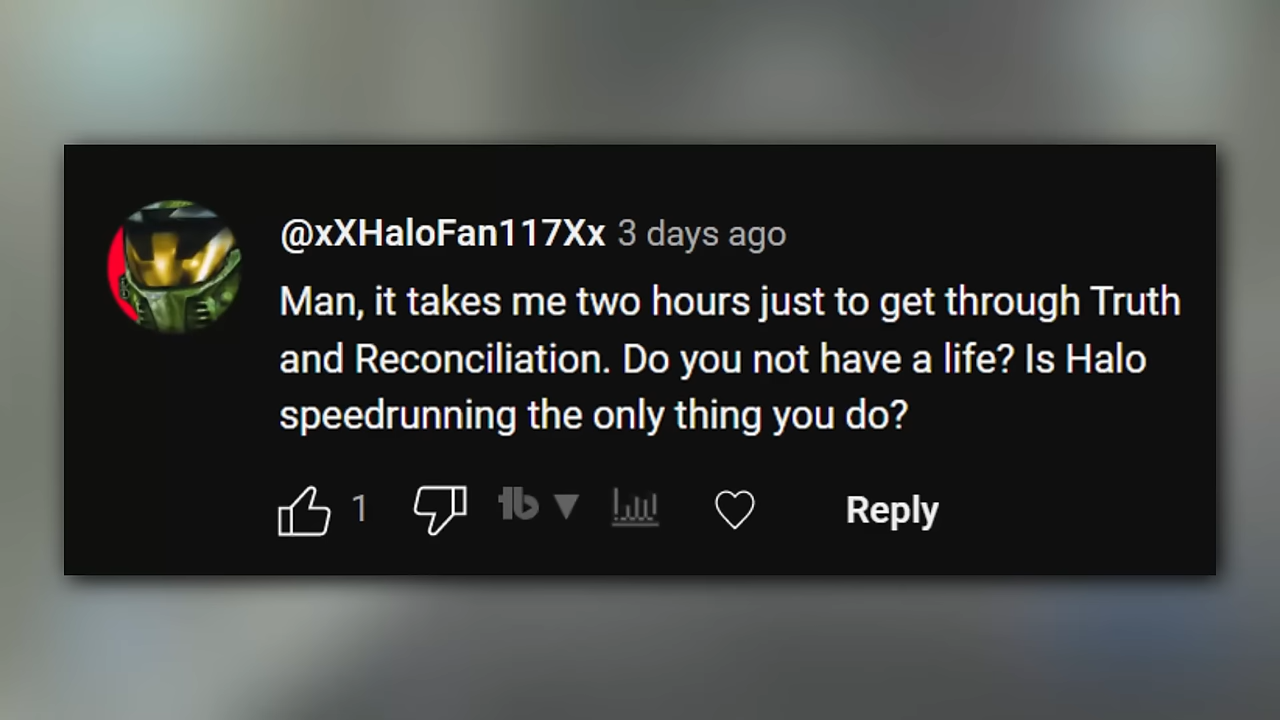 @xXHaloFan117Xx 3 days ago
Man, it takes me two hours just to get through Truth
and Reconciliation. Do you not have a life? Is Halo
speedrunning the only thing you do?
1 tb Reply